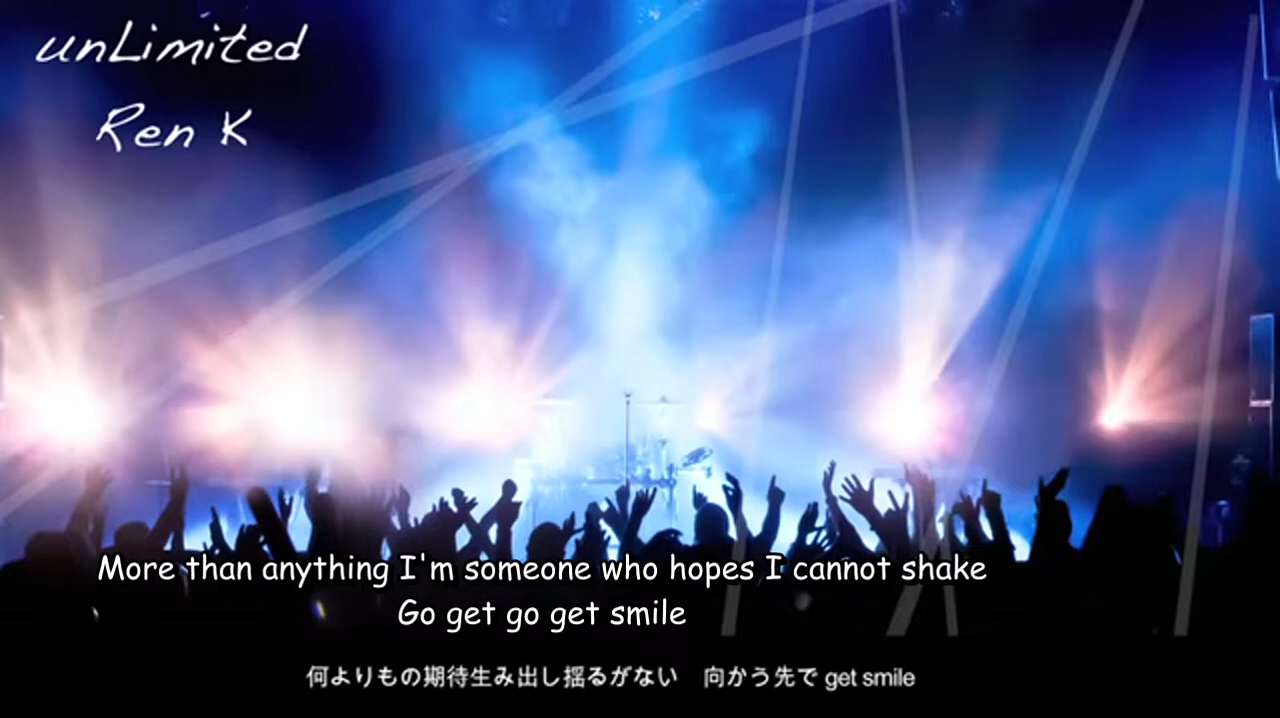 unLimited
Ren K
More than anything I'm someone who hopes I cannot shake
Go get go get smile
何よりもの期待生み出し揺るがない　向かう先で get smile